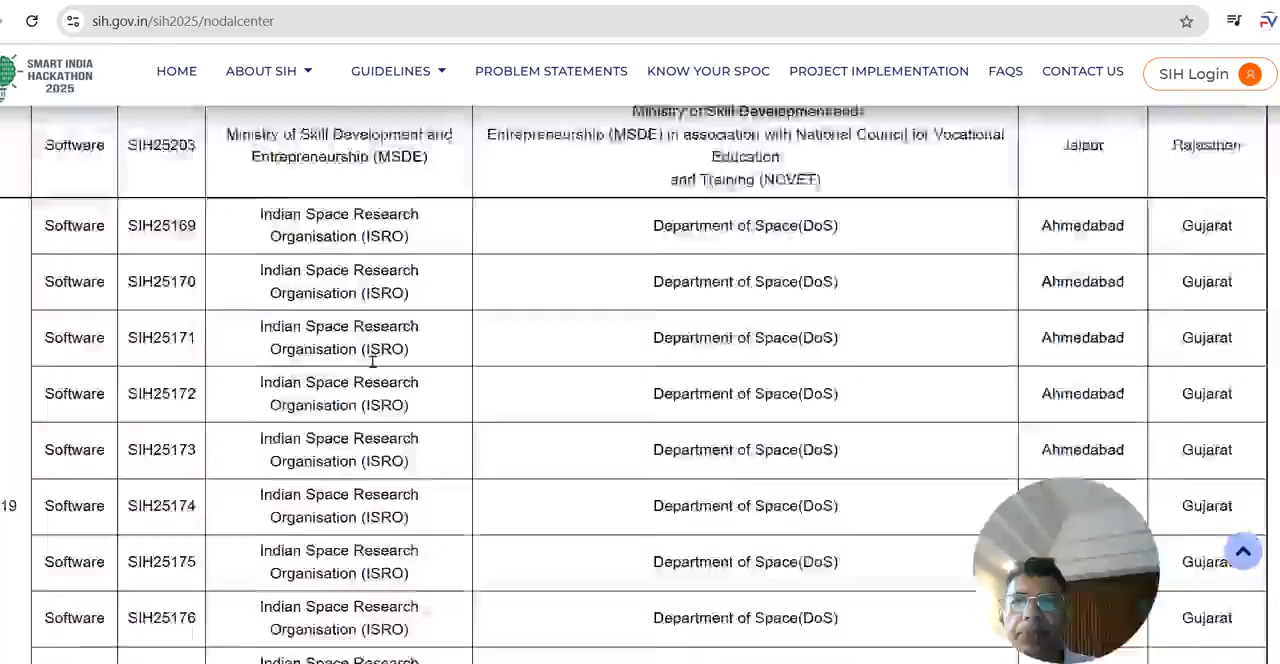 sih.gov.in/sih2025/nodalcenter
SMART INDIA
HACKATHON
2025
HOME ABOUT SIH GUIDELINES PROBLEM STATEMENTS KNOW YOUR SPOC PROJECT IMPLEMENTATION FAQS CONTACT US SIH Login
Ministry of Skill Development and
Software SIH25203 Ministry of Skill Development and Entrepreneurship (MSDE) in association with National Council for Vocational Jaipur Rajasthan
Entrepreneurship (MSDE) Education
and Training (NCVET)
Software SIH25169 Indian Space Research Department of Space(DoS) Ahmedabad Gujarat
Organisation (ISRO)
Software SIH25170 Indian Space Research Department of Space(DoS) Ahmedabad Gujarat
Organisation (ISRO)
Software SIH25171 Indian Space Research Department of Space(DoS) Ahmedabad Gujarat
Organisation (ISRO)
Software SIH25172 Indian Space Research Department of Space(DoS) Ahmedabad Gujarat
Organisation (ISRO)
Software SIH25173 Indian Space Research Department of Space(DoS) Ahmedabad Gujarat
Organisation (ISRO)
19 Software SIH25174 Indian Space Research Department of Space(DoS) Gujarat
Organisation (ISRO)
Software SIH25175 Indian Space Research Department of Space(DoS)
Organisation (ISRO)
Software SIH25176 Indian Space Research Department of Space(DoS) Gujarat
Organisation (ISRO)
Indian Space Research